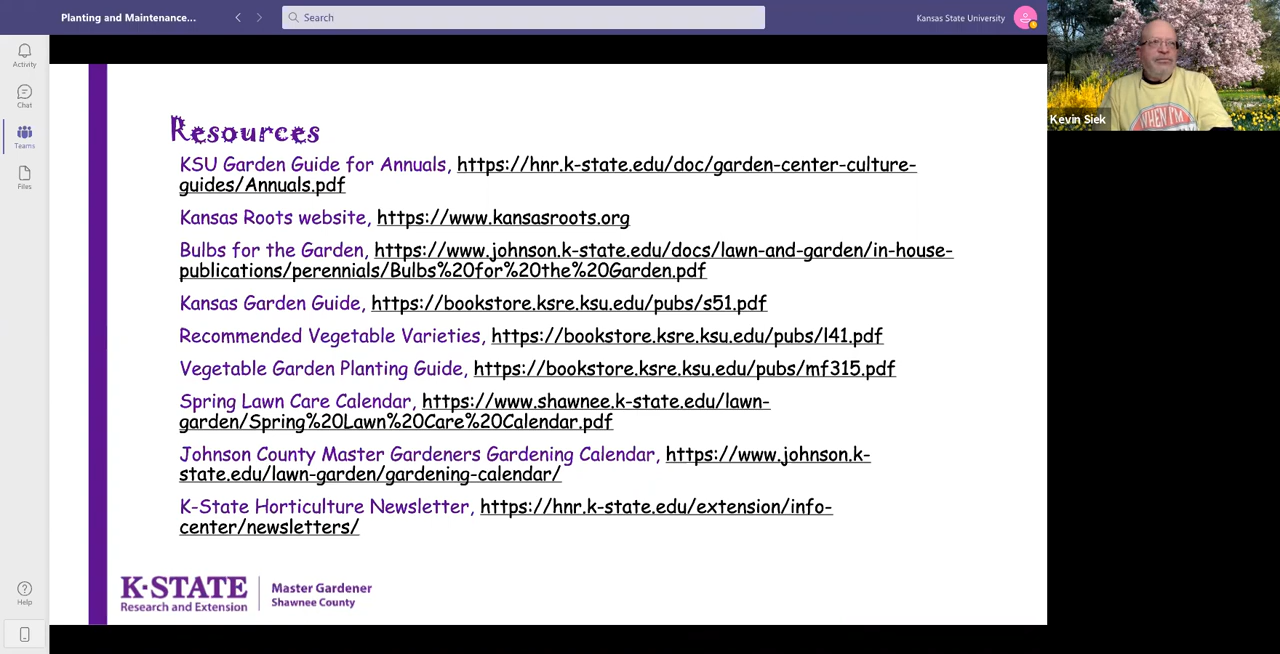 Planting and Maintenance...
Search
Kansas State University
Activity
Chat
Teams
Files
Help
Resources
KSU Garden Guide for Annuals, https://hnr.k-state.edu/doc/garden-center-culture-
guides/Annuals.pdf
Kansas Roots website, https://www.kansasroots.org
Bulbs for the Garden, https://www.johnson.k-state.edu/docs/lawn-and-garden/in-house-
publications/perennials/Bulbs%20for%20the%20Garden.pdf
Kansas Garden Guide, https://bookstore.ksre.ksu.edu/pubs/s51.pdf
Recommended Vegetable Varieties, https://bookstore.ksre.ksu.edu/pubs/l41.pdf
Vegetable Garden Planting Guide, https://bookstore.ksre.ksu.edu/pubs/mf315.pdf
Spring Lawn Care Calendar, https://www.shawnee.k-state.edu/lawn-
garden/Spring%20Lawn%20Care%20Calendar.pdf
Johnson County Master Gardeners Gardening Calendar, https://www.johnson.k-
state.edu/lawn-garden/gardening-calendar/
K-State Horticulture Newsletter, https://hnr.k-state.edu/extension/info-
center/newsletters/
K-STATE
Research and Extension
Master Gardener
Shawnee County
WHEN I'M
Kevin Siek